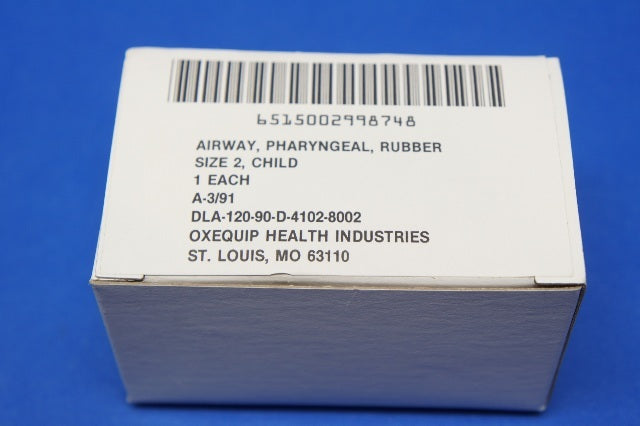 6515002998748
AIRWAY, PHARYNGEAL, RUBBER
SIZE 2, CHILD
1 EACH
A-3/91
DLA-120-90-D-4102-8002
OXEQUIP HEALTH INDUSTRIES
ST. LOUIS, MO 63110